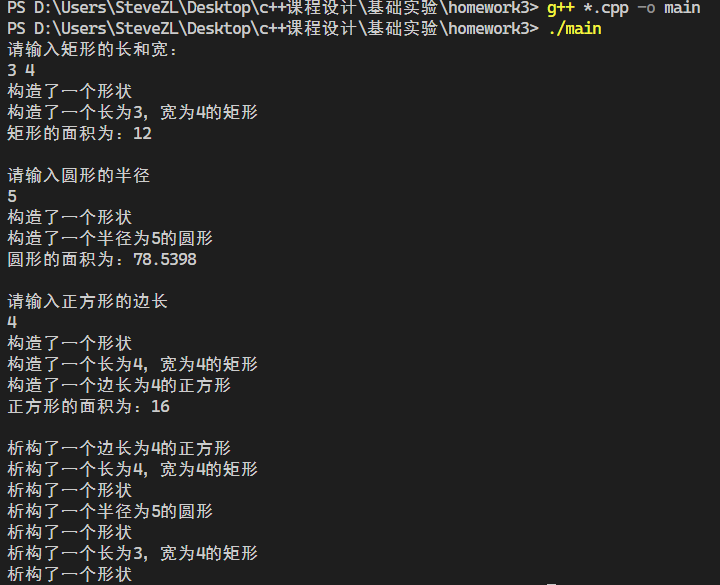 PS D:\Users\SteveZL\Desktop\c++课程设计\基础实验\homework3> g++ *.cpp -o main
PS D:\Users\SteveZL\Desktop\c++课程设计\基础实验\homework3> ./main
请输入矩形的长和宽：
3 4
构造了一个形状
构造了一个长为3，宽为4的矩形
矩形的面积为：12
请输入圆形的半径
5
构造了一个形状
构造了一个半径为5的圆形
圆形的面积为：78.5398
请输入正方形的边长
4
构造了一个形状
构造了一个长为4，宽为4的矩形
构造了一个边长为4的正方形
正方形的面积为：16
析构了一个边长为4的正方形
析构了一个长为4，宽为4的矩形
析构了一个形状
析构了一个半径为5的圆形
析构了一个形状
析构了一个长为3，宽为4的矩形
析构了一个形状